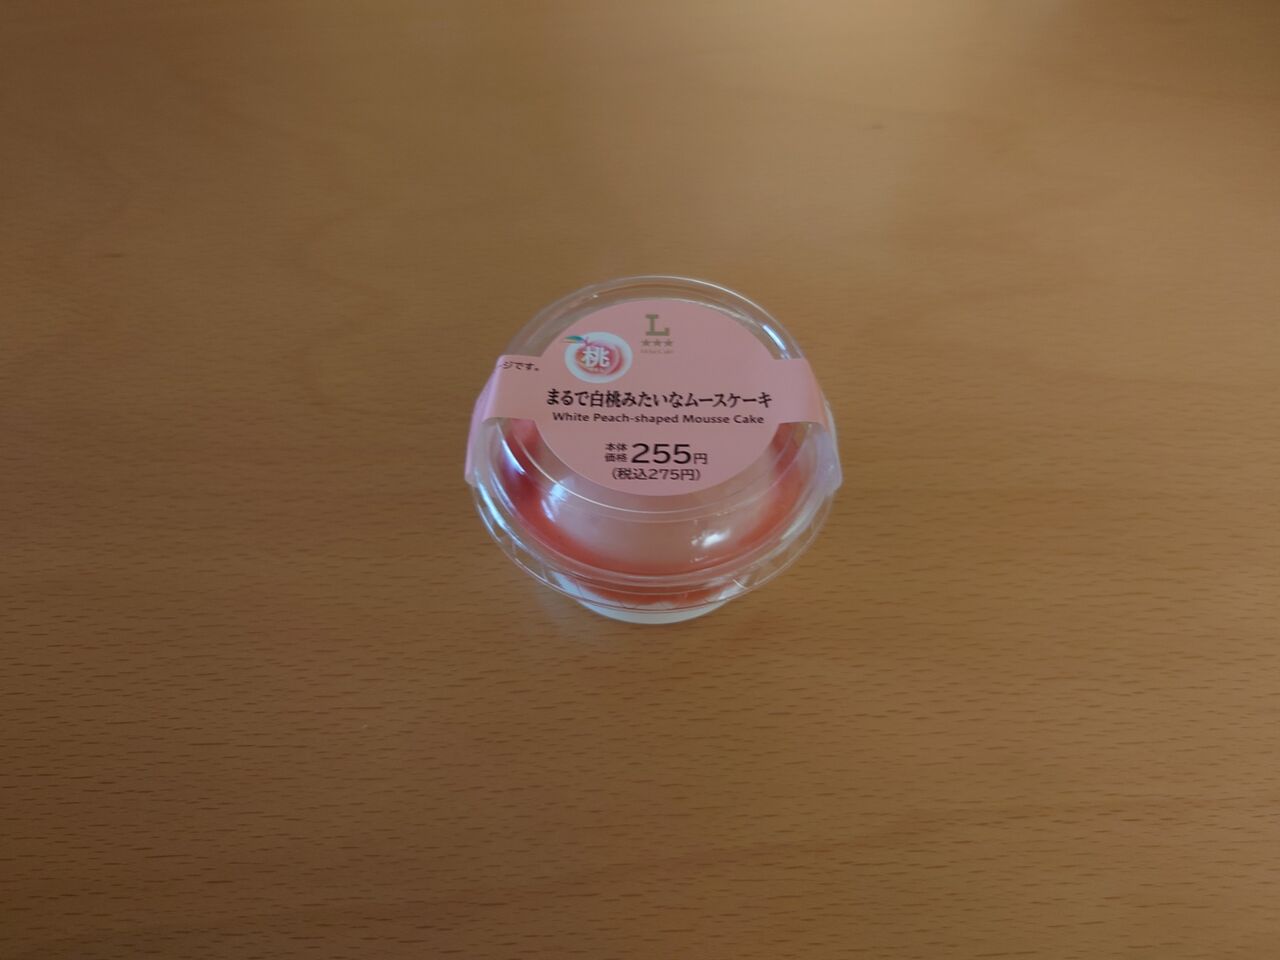 L
ジです。
桃
まるで白桃みたいなムースケーキ
White Peach-shaped Mousse Cake
本体
価格 255円
(税込275円)